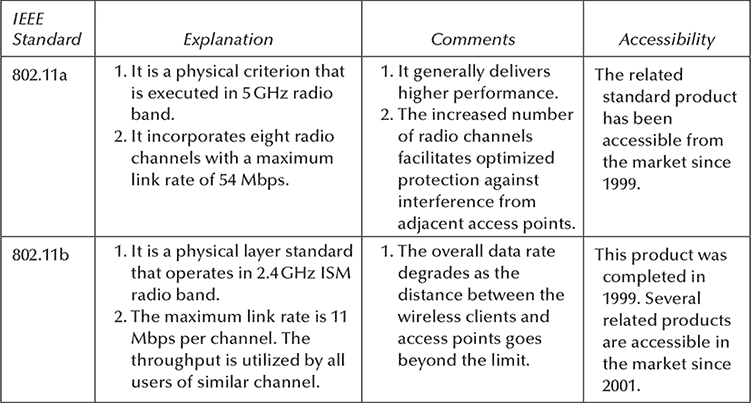 IEEE
Standard
Explanation
Comments
Accessibility
802.11a
1. It is a physical criterion that
is executed in 5 GHz radio
band.
2. It incorporates eight radio
channels with a maximum
link rate of 54 Mbps.
1. It generally delivers
higher performance.
2. The increased number
of radio channels
facilitates optimized
protection against
interference from
adjacent access points.
The related
standard product
has been
accessible from
the market since
1999.
802.11b
1. It is a physical layer standard
that operates in 2.4 GHz ISM
radio band.
2. The maximum link rate is 11
Mbps per channel. The
throughput is utilized by all
users of similar channel.
1. The overall data rate
degrades as the
distance between the
wireless clients and
access points goes
beyond the limit.
This product was
completed in
1999. Several
related products
are accessible in
the market since
2001.